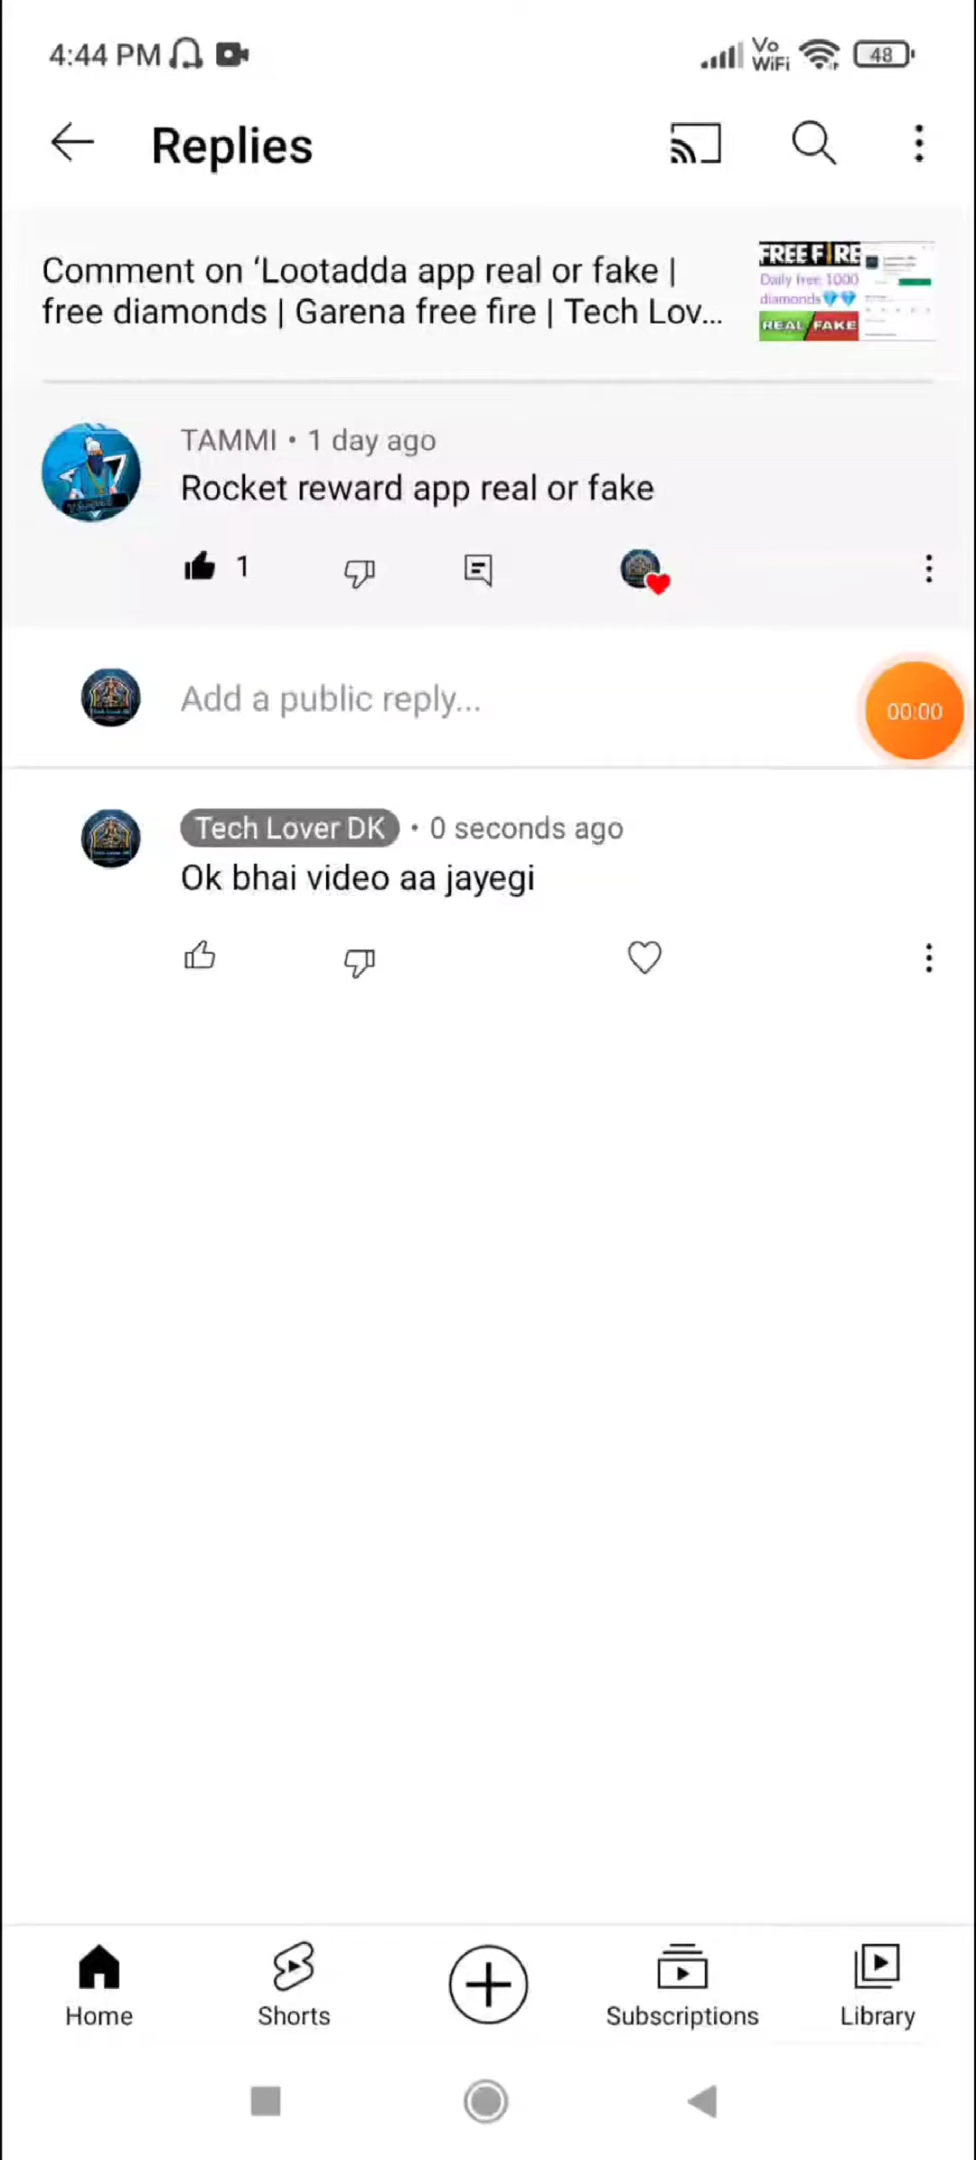 4:44 PM
Vo
WiFi
48
Replies
Comment on ‘Lootadda app real or fake |
free diamonds | Garena free fire | Tech Lov...
FREE FIRE
Daily free 1000
diamonds💎💎
REAL FAKE
TAMMI • 1 day ago
Rocket reward app real or fake
1
Add a public reply...
00:00
Tech Lover DK • 0 seconds ago
Ok bhai video aa jayegi
Home
Shorts
Subscriptions
Library